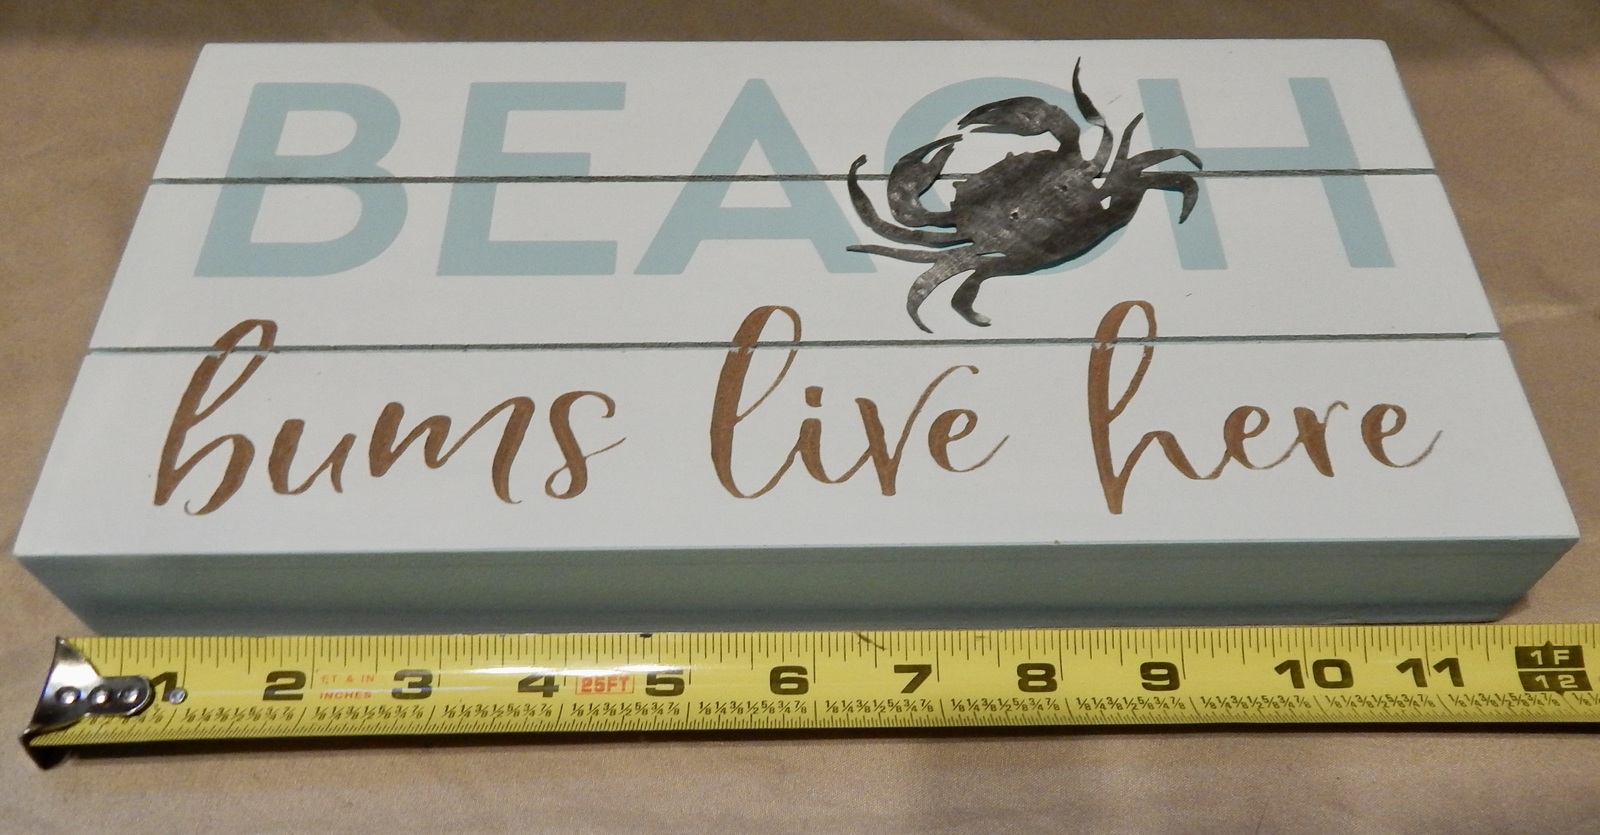 BEACH
bums live here
1 2 3 4 5 6 7 8 9 10 11 1F
FT & IN
INCHES
25FT
12